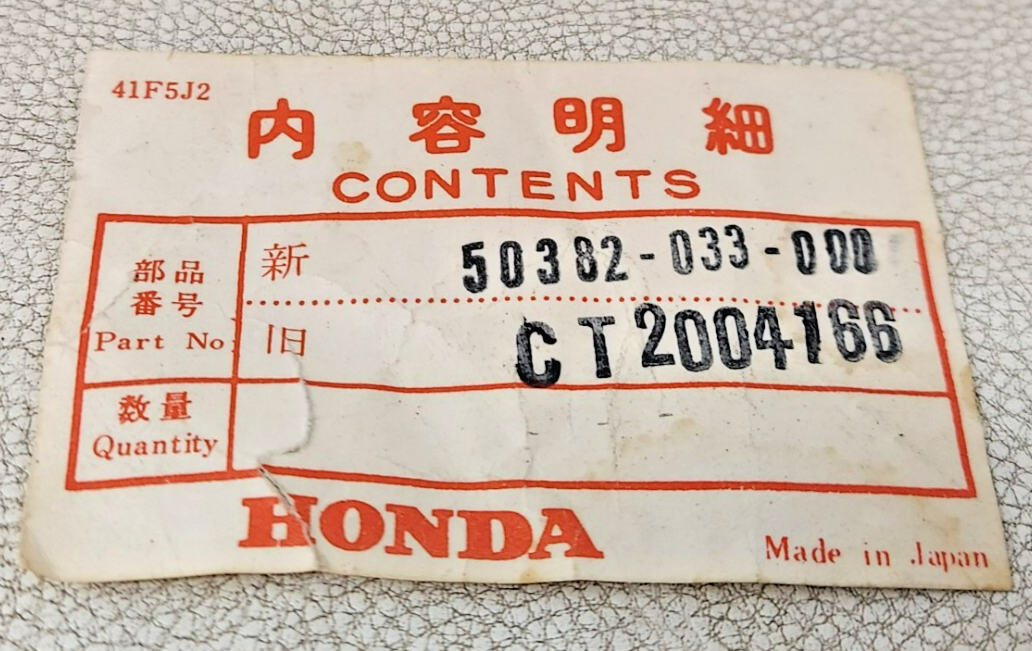 41F5J2
内容明細
CONTENTS
部品
番号
Part No.
新 50382-033-000
旧 CT2004166
数量
Quantity
HONDA
Made in Japan